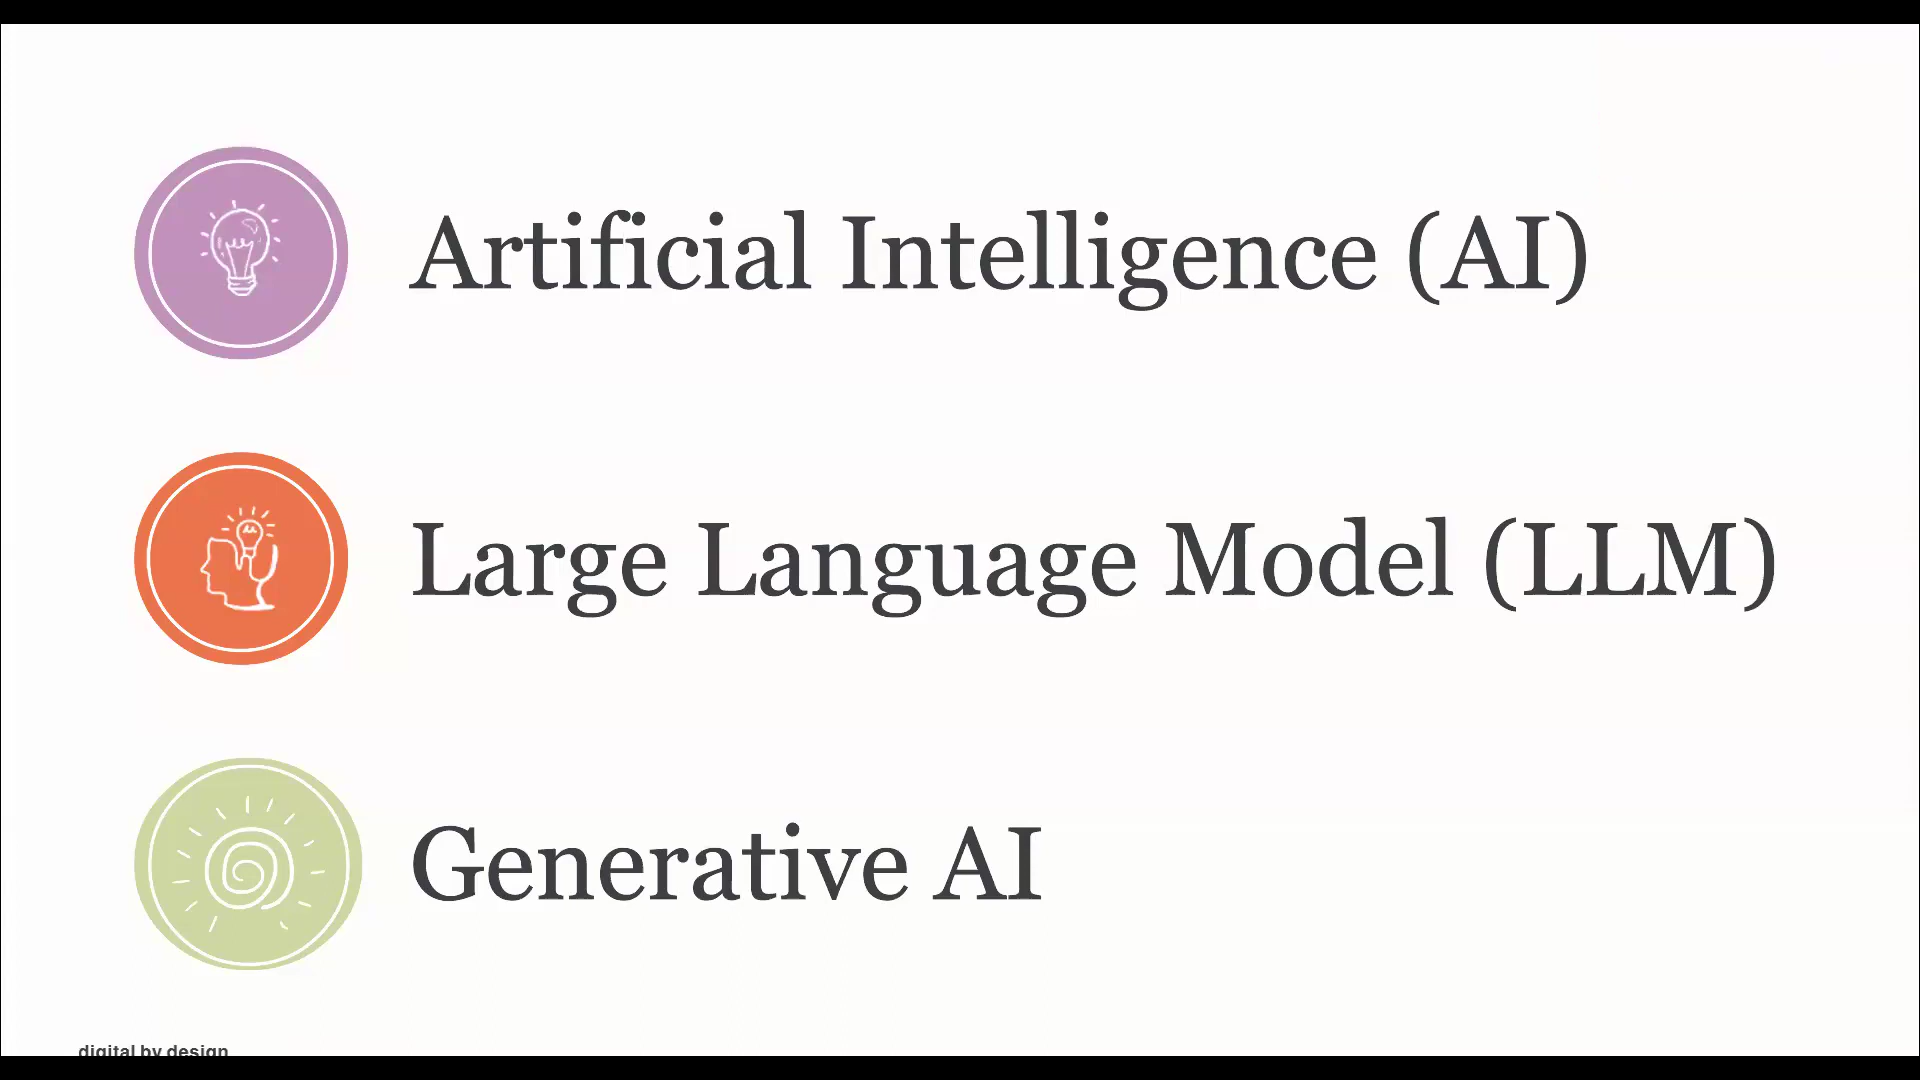 Artificial Intelligence (AI)
Large Language Model (LLM)
Generative AI
digital by design